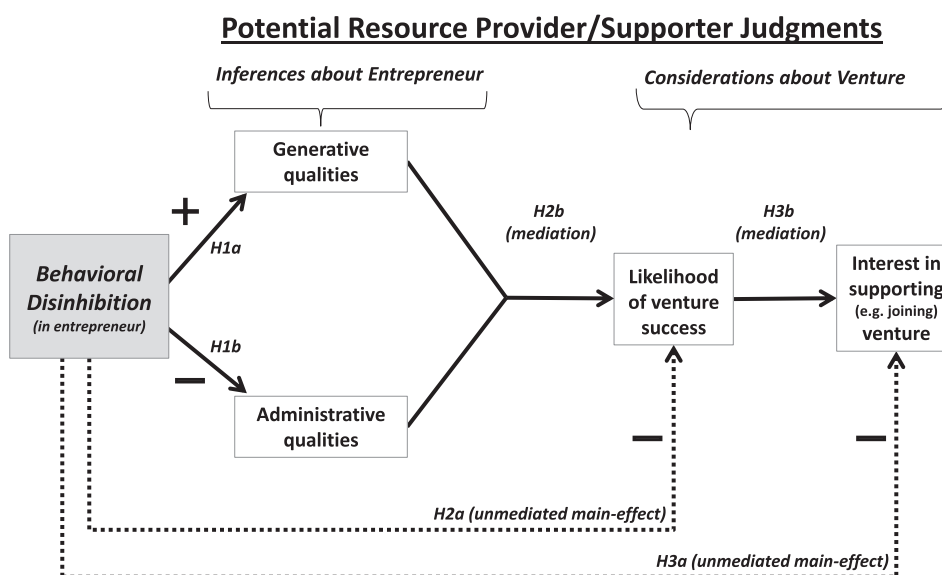 Potential Resource Provider/Supporter Judgments
Inferences about Entrepreneur
Considerations about Venture
Generative
qualities
+
H1a
H2b
(mediation)
H3b
(mediation)
Behavioral
Disinhibition
(in entrepreneur)
Likelihood
of venture
success
Interest in
supporting
(e.g. joining)
venture
H1b
−
Administrative
qualities
−
−
H2a (unmediated main-effect)
H3a (unmediated main-effect)